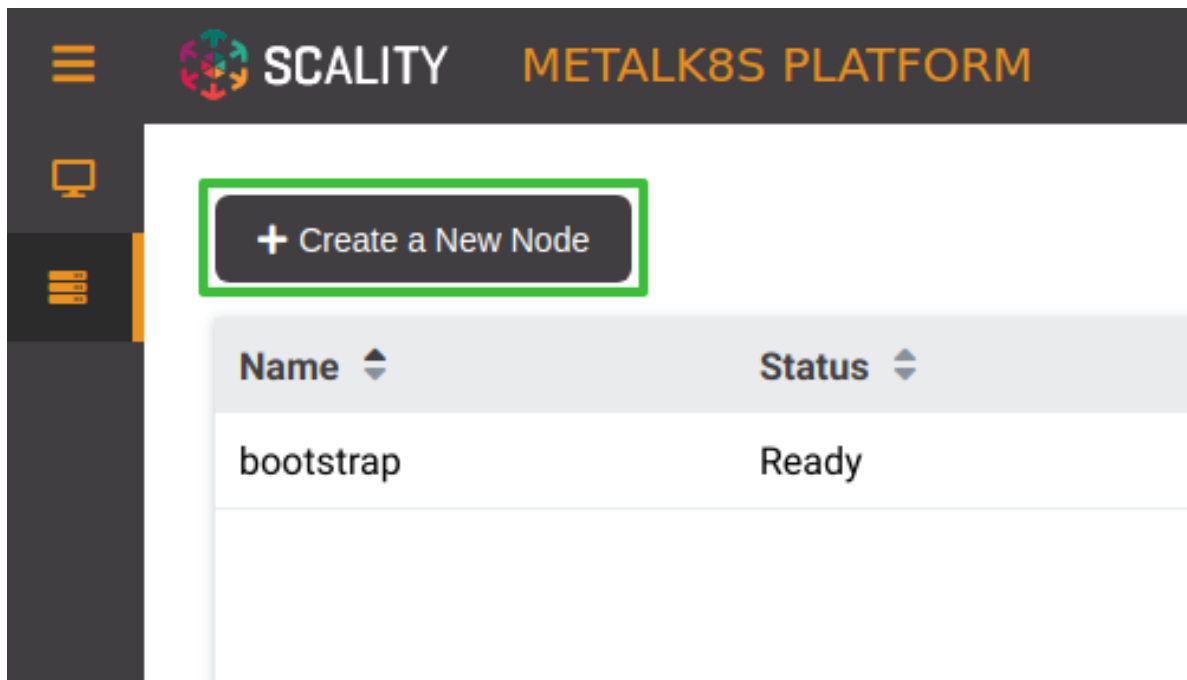 SCALITY METALK8S PLATFORM
+ Create a New Node
Name Status
bootstrap Ready